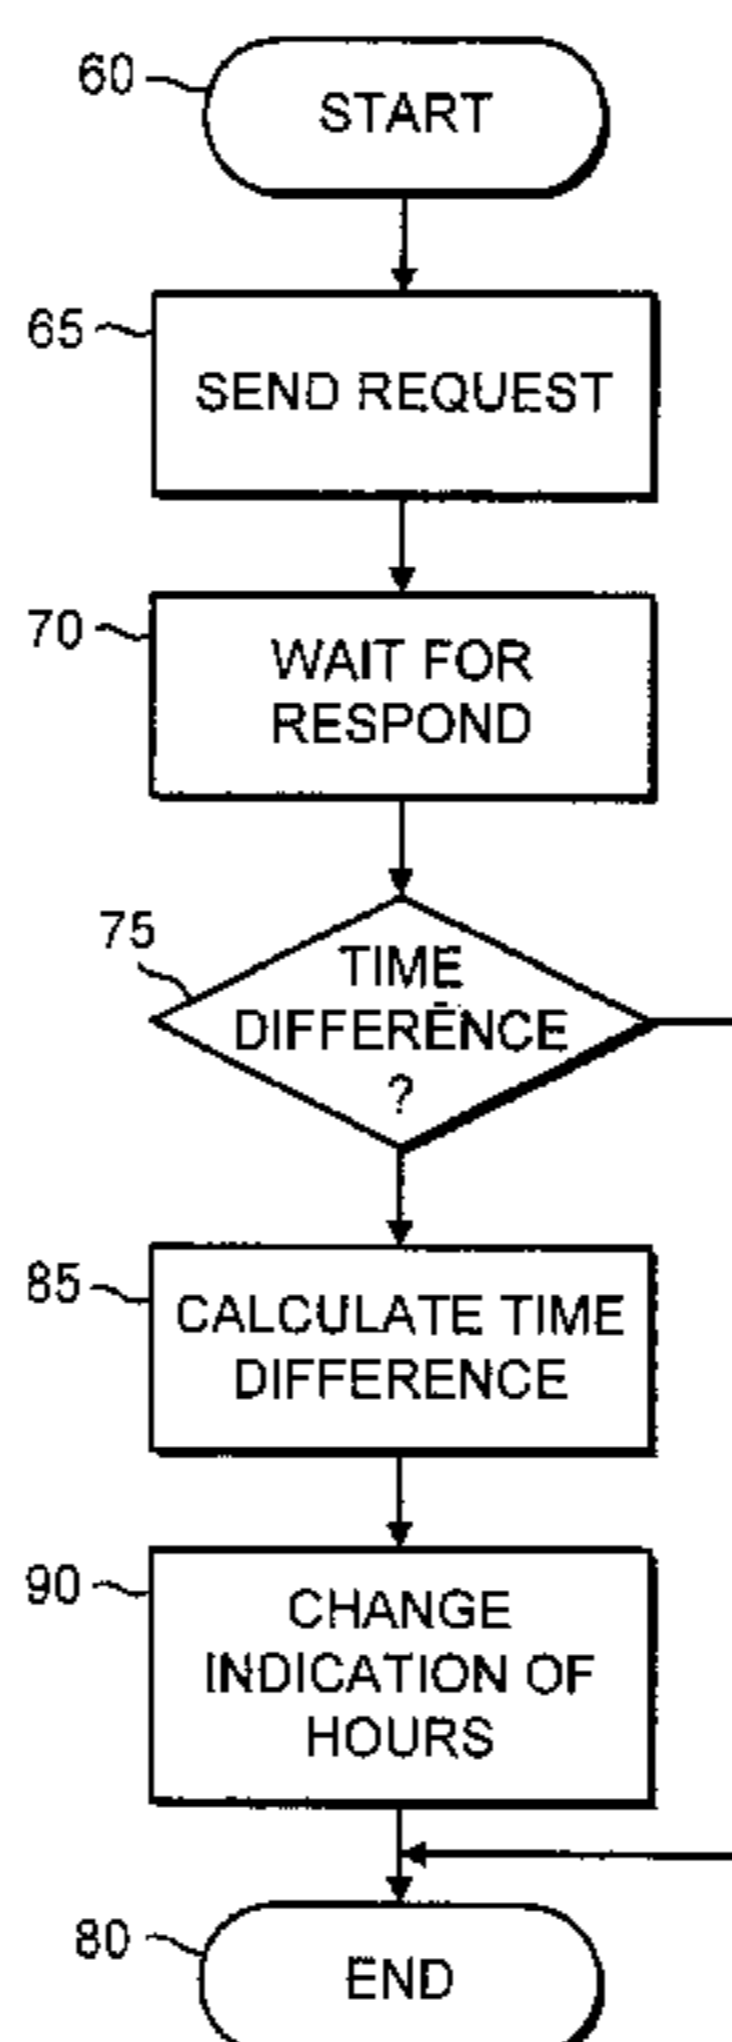 60
START
65
SEND REQUEST
70
WAIT FOR
RESPOND
75
TIME
DIFFERENCE
?
85
CALCULATE TIME
DIFFERENCE
90
CHANGE
INDICATION OF
HOURS
80
END